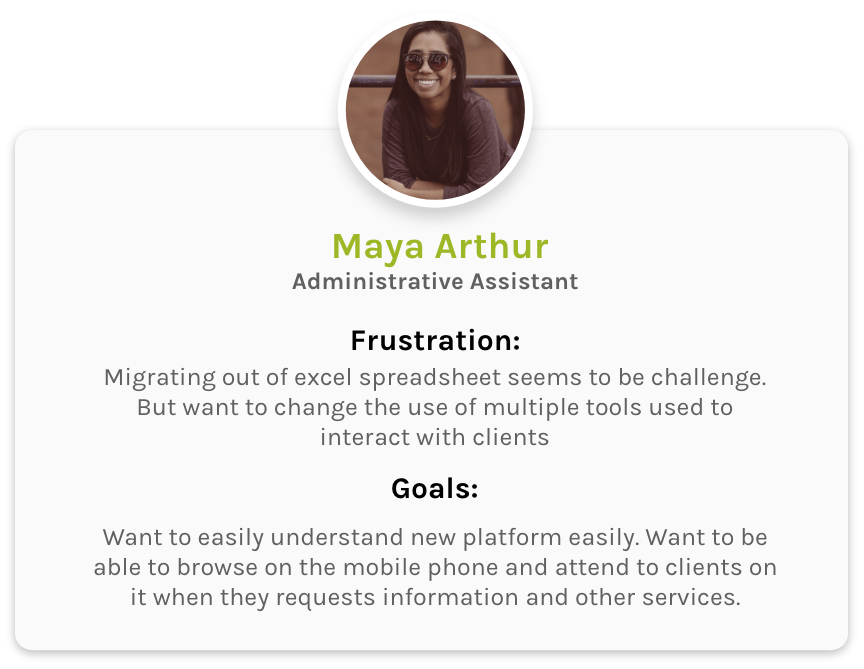 Maya Arthur
Administrative Assistant
Frustration:
Migrating out of excel spreadsheet seems to be challenge.
But want to change the use of multiple tools used to
interact with clients
Goals:
Want to easily understand new platform easily. Want to be
able to browse on the mobile phone and attend to clients on
it when they requests information and other services.